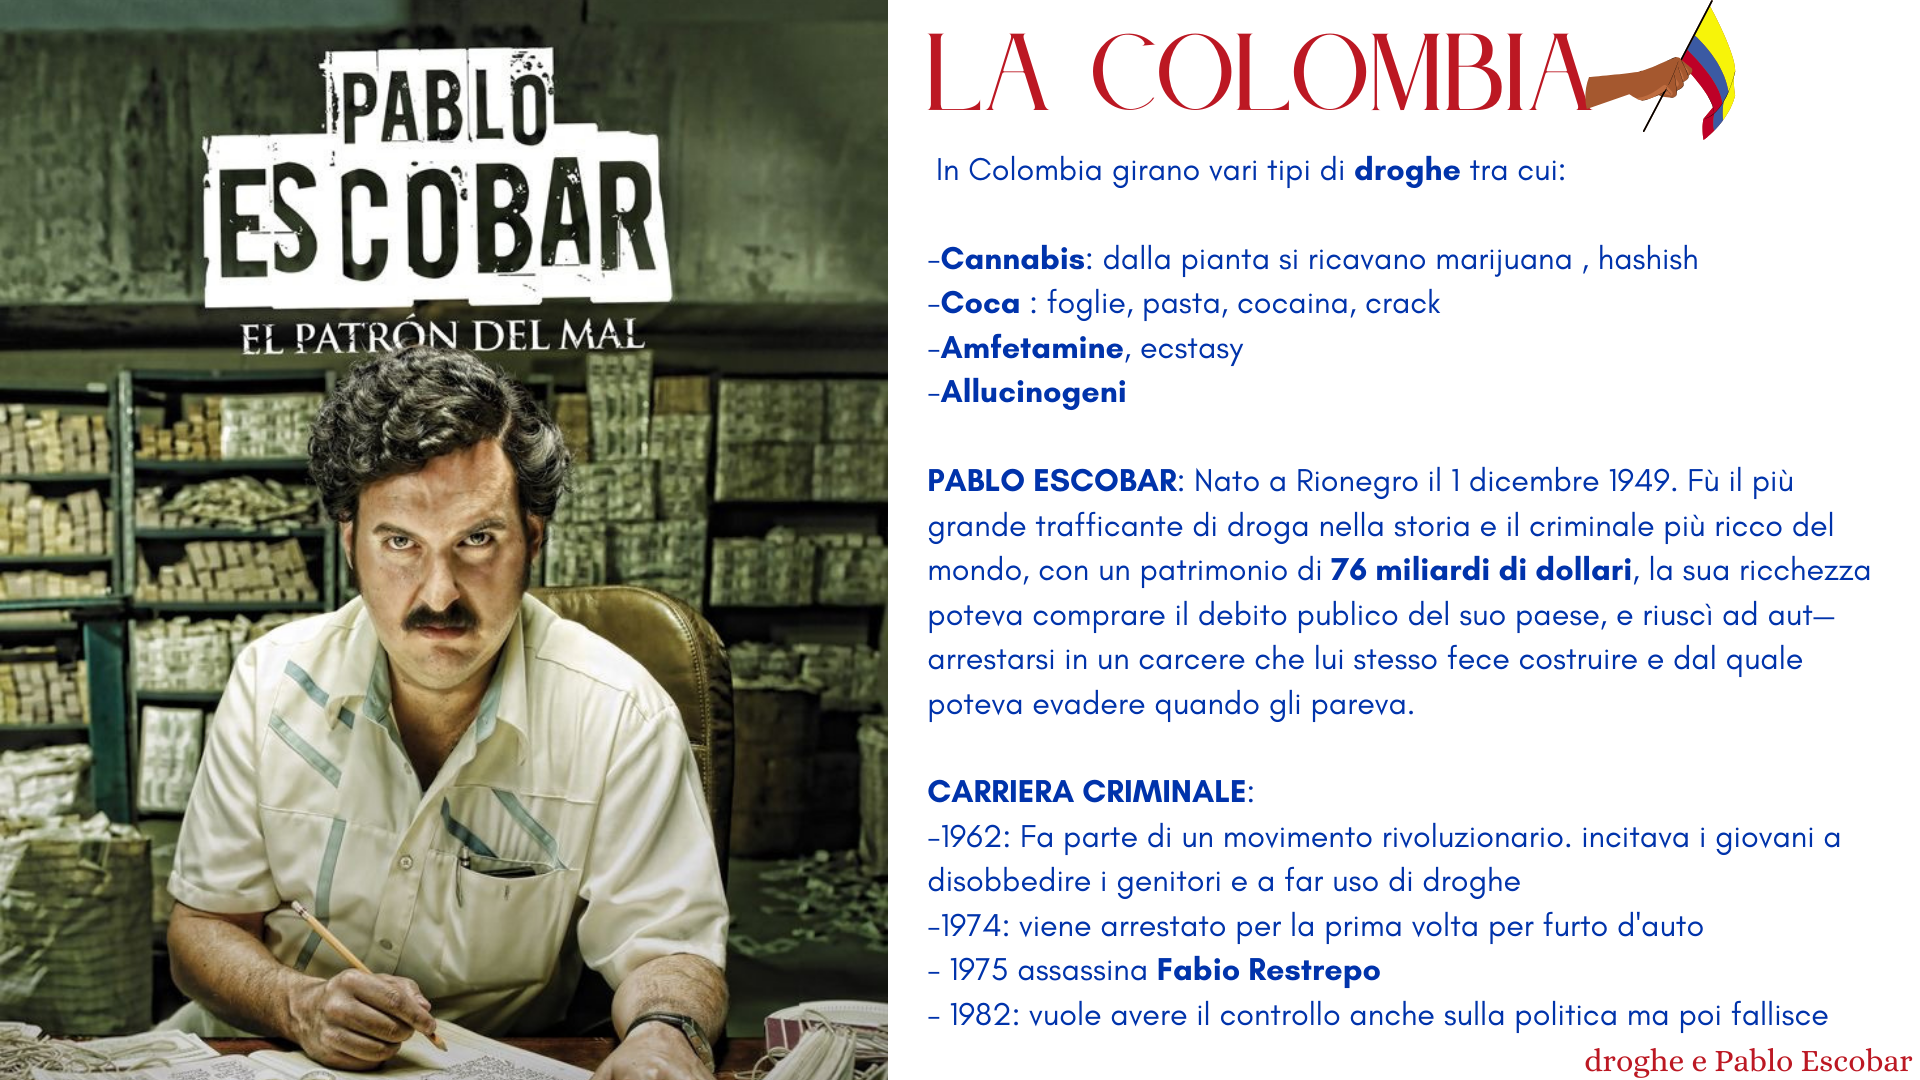 PABLO
ESCOBAR
EL PATRÓN DEL MAL
LA COLOMBIA
In Colombia girano vari tipi di droghe tra cui:
-Cannabis: dalla pianta si ricavano marijuana , hashish
-Coca : foglie, pasta, cocaina, crack
-Amfetamine, ecstasy
-Allucinogeni
PABLO ESCOBAR: Nato a Rionegro il 1 dicembre 1949. Fù il più
grande trafficante di droga nella storia e il criminale più ricco del
mondo, con un patrimonio di 76 miliardi di dollari, la sua ricchezza
poteva comprare il debito publico del suo paese, e riuscì ad aut—
arrestarsi in un carcere che lui stesso fece costruire e dal quale
poteva evadere quando gli pareva.
CARRIERA CRIMINALE:
-1962: Fa parte di un movimento rivoluzionario. incitava i giovani a
disobbedire i genitori e a far uso di droghe
-1974: viene arrestato per la prima volta per furto d'auto
- 1975 assassina Fabio Restrepo
- 1982: vuole avere il controllo anche sulla politica ma poi fallisce
droghe e Pablo Escobar